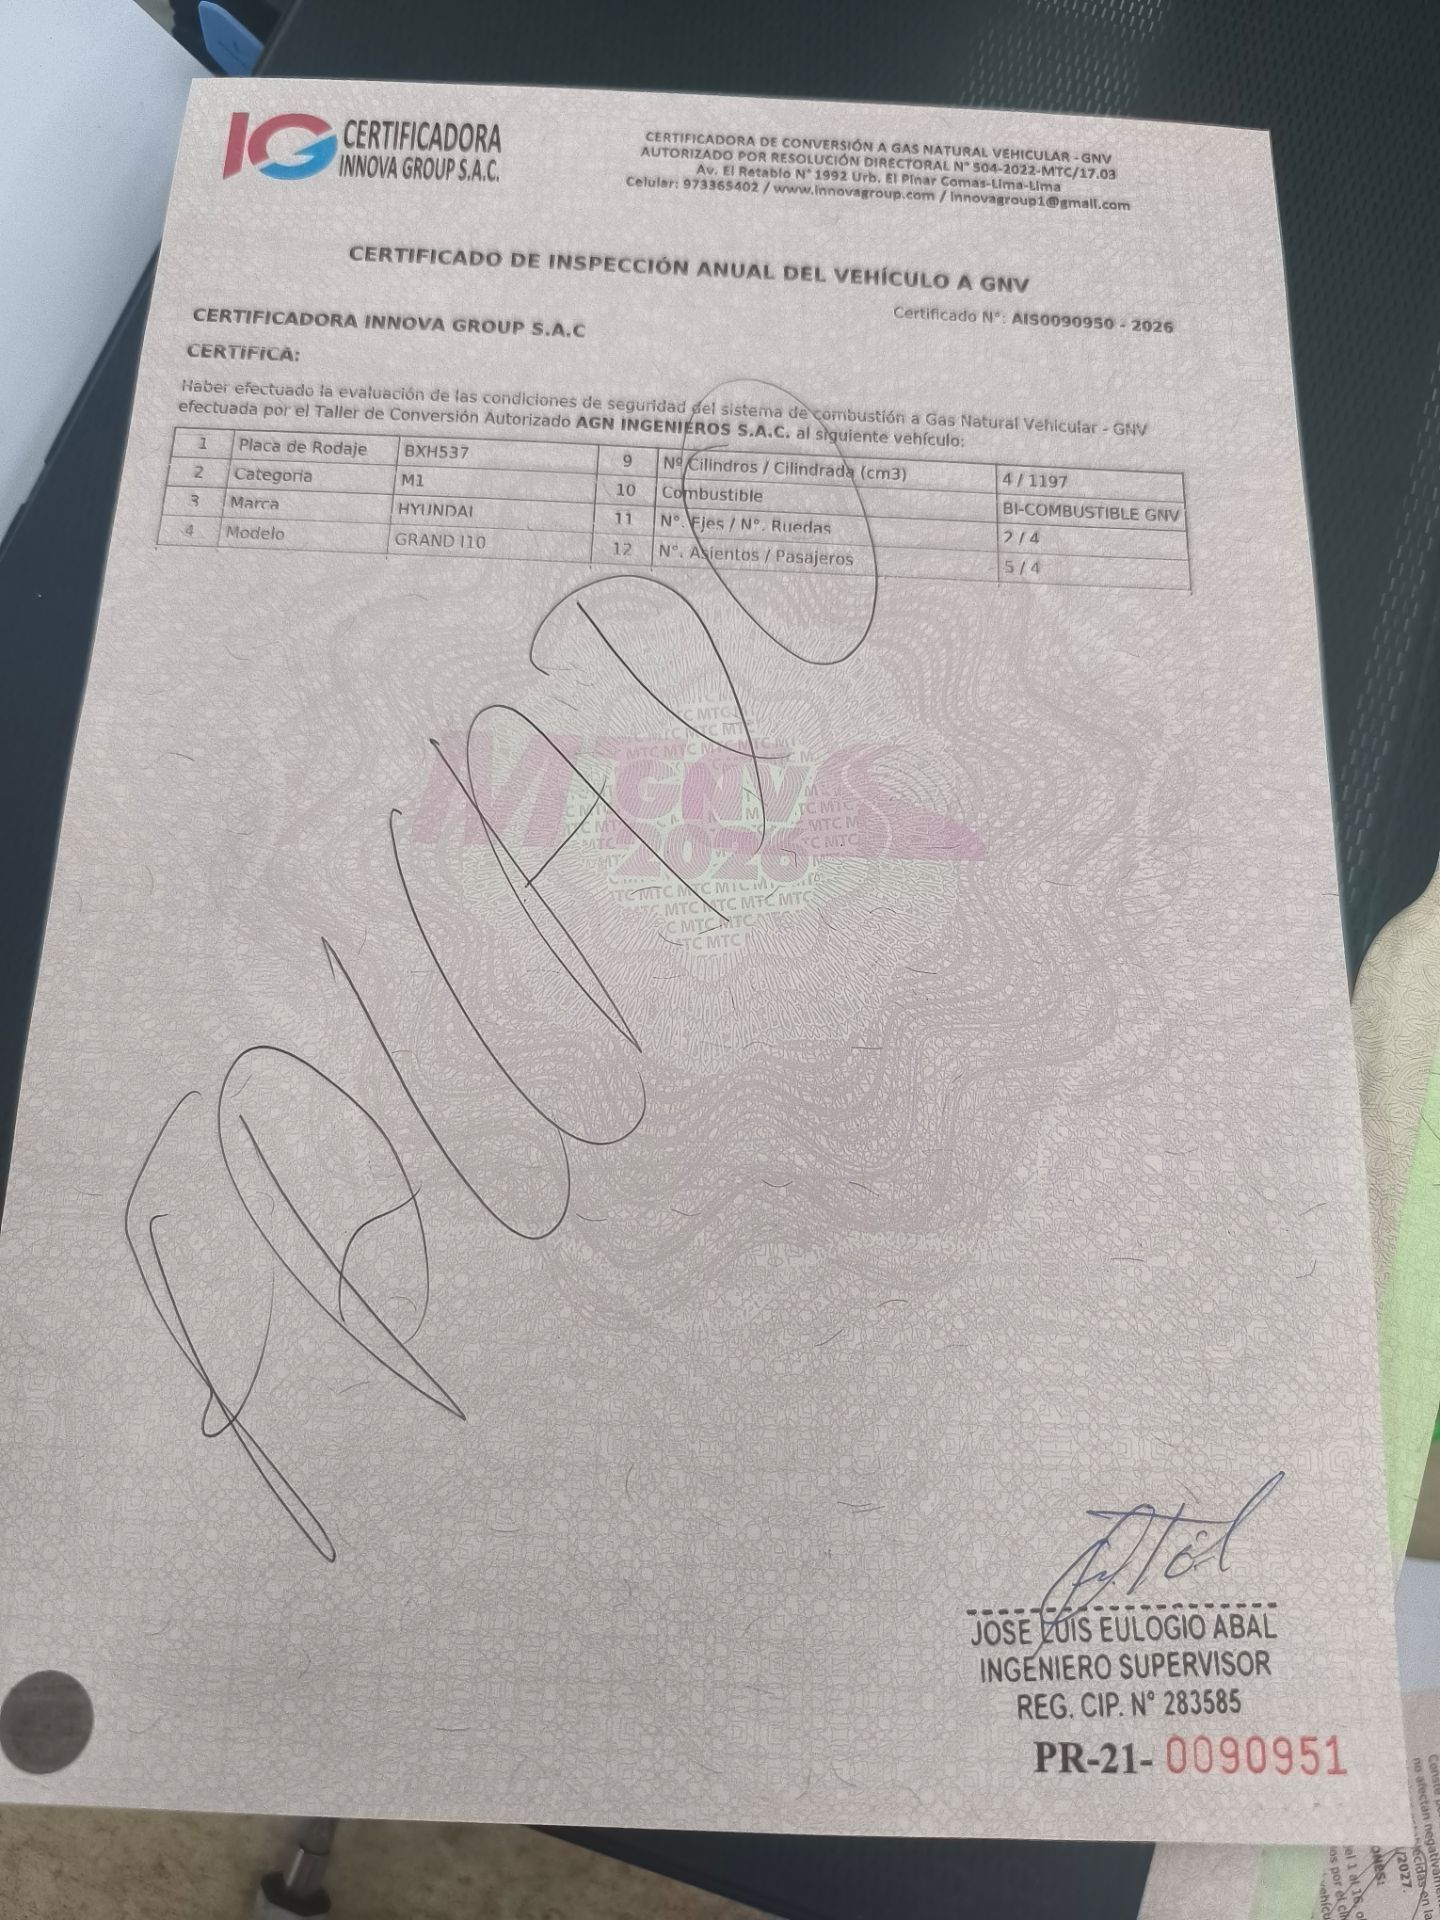 IG CERTIFICADORA
INNOVA GROUP S.A.C.
CERTIFICADORA DE CONVERSIÓN A GAS NATURAL VEHICULAR - GNV
AUTORIZADO POR RESOLUCIÓN DIRECTORAL N° 504-2022-MTC/17.03
Av. El Retablo N° 1992 Urb. El Pinar Comas-Lima-Lima
Celular: 973365402 / www.innovagroup.com / innovagroup1@gmail.com
CERTIFICADO DE INSPECCIÓN ANUAL DEL VEHÍCULO A GNV
Certificado N°: AIS0090950 - 2026
CERTIFICADORA INNOVA GROUP S.A.C
CERTIFICA:
Haber efectuado la evaluación de las condiciones de seguridad del sistema de combustión a Gas Natural Vehicular - GNV
efectuada por el Taller de Conversión Autorizado AGN INGENIEROS S.A.C. al siguiente vehículo:
1 Placa de Rodaje BXH537 9 Nº Cilindros / Cilindrada (cm3) 4 / 1197
2 Categoria M1 10 Combustible BI-COMBUSTIBLE GNV
3 Marca HYUNDAI 11 N°. Ejes / N°. Ruedas 2 / 4
4 Modelo GRAND I10 12 N°. Asientos / Pasajeros 5 / 4
MTC
GNV
2026
JOSE LUIS EULOGIO ABAL
INGENIERO SUPERVISOR
REG. CIP. N° 283585
PR-21- 0090951